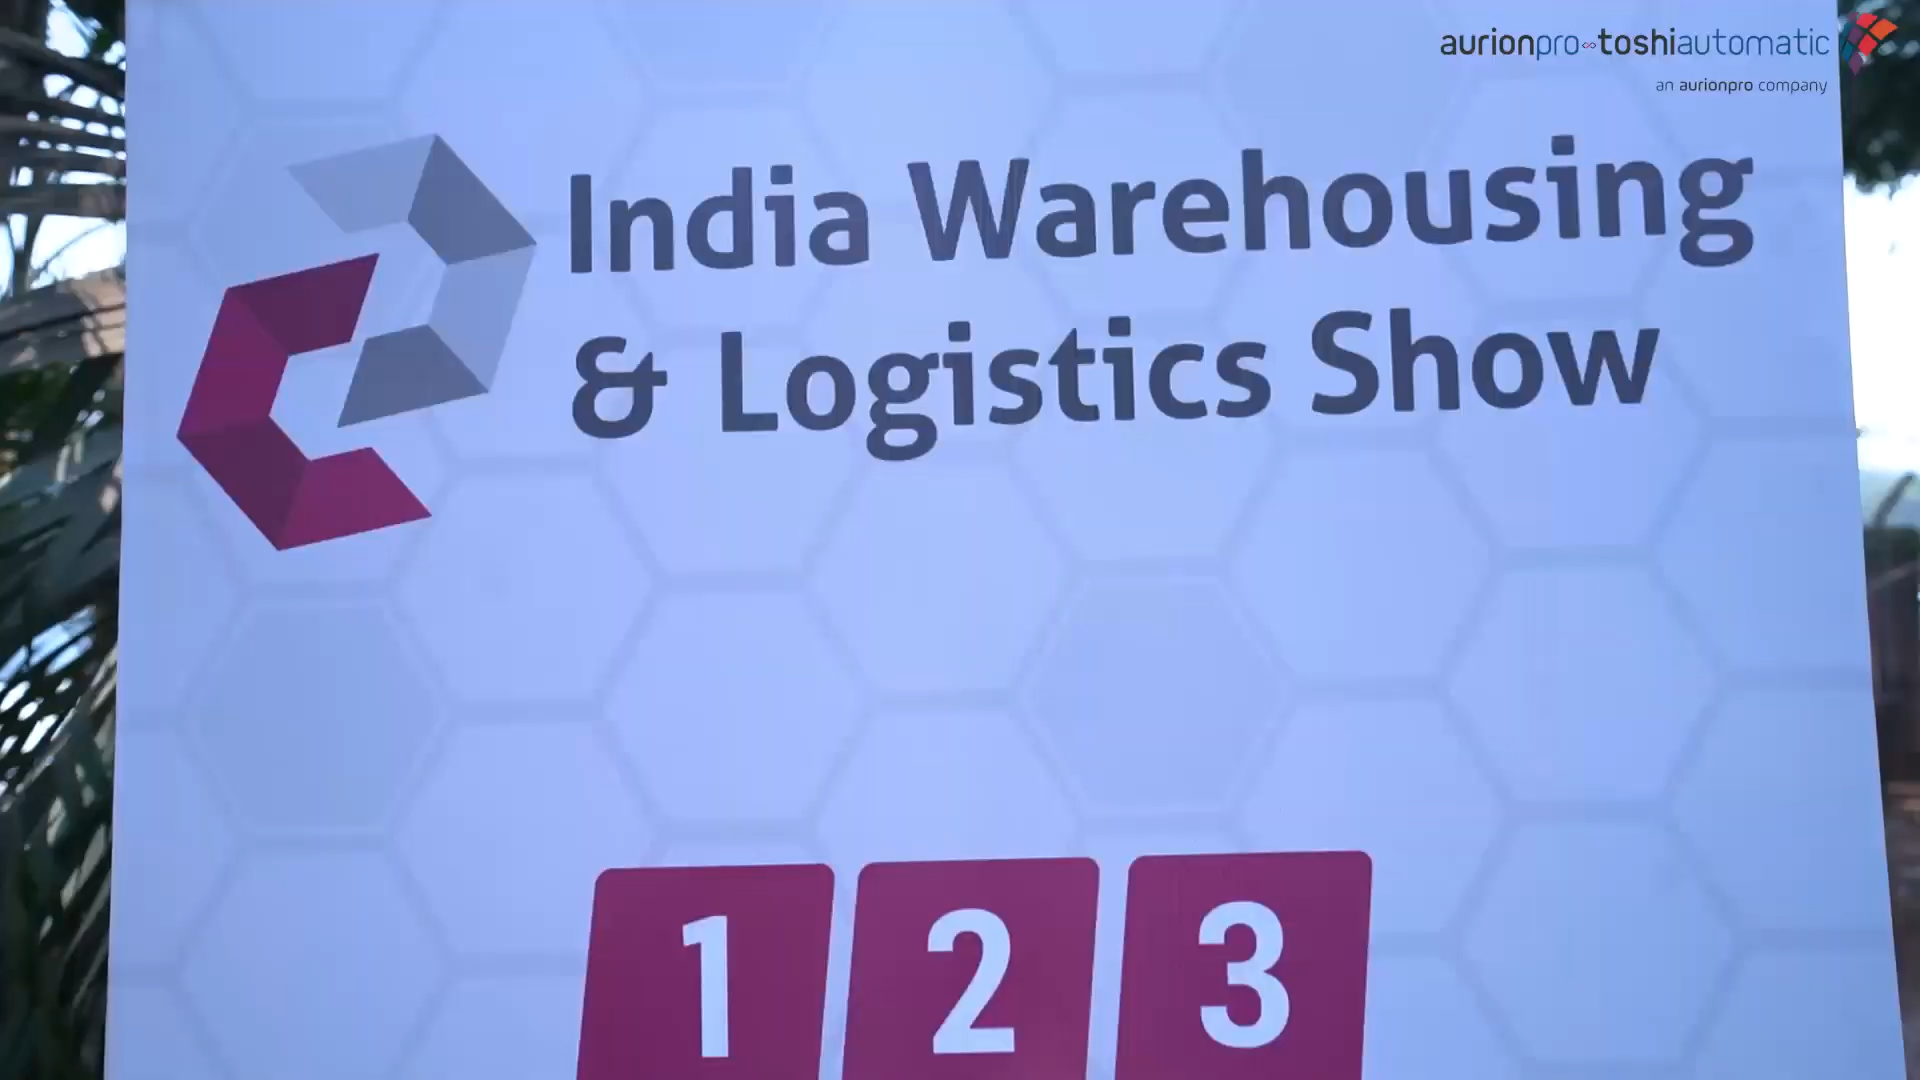 aurionpro∞toshiautomatic
an aurionpro company
India Warehousing
& Logistics Show
1 2 3